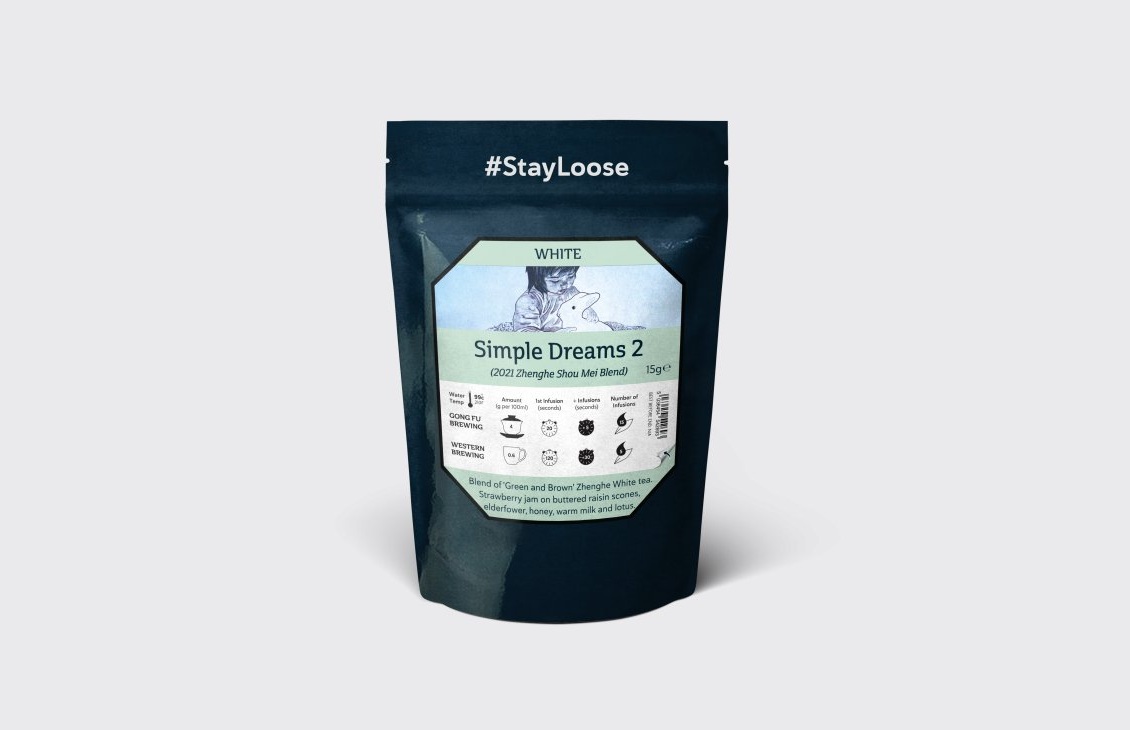 #StayLoose
WHITE
Simple Dreams 2
(2021 Zhenghe Shou Mei Blend)
15g℮
Water Temp 99c
Amount (g per 100ml)
1st Infusion (seconds)
+ Infusions (seconds)
Number of Infusions
GONG FU BREWING
4
20
WESTERN BREWING
0.6
120
Blend of 'Green and Brown' Zhenghe White tea.
Strawberry jam on buttered raisin scones,
elderfower, honey, warm milk and lotus.